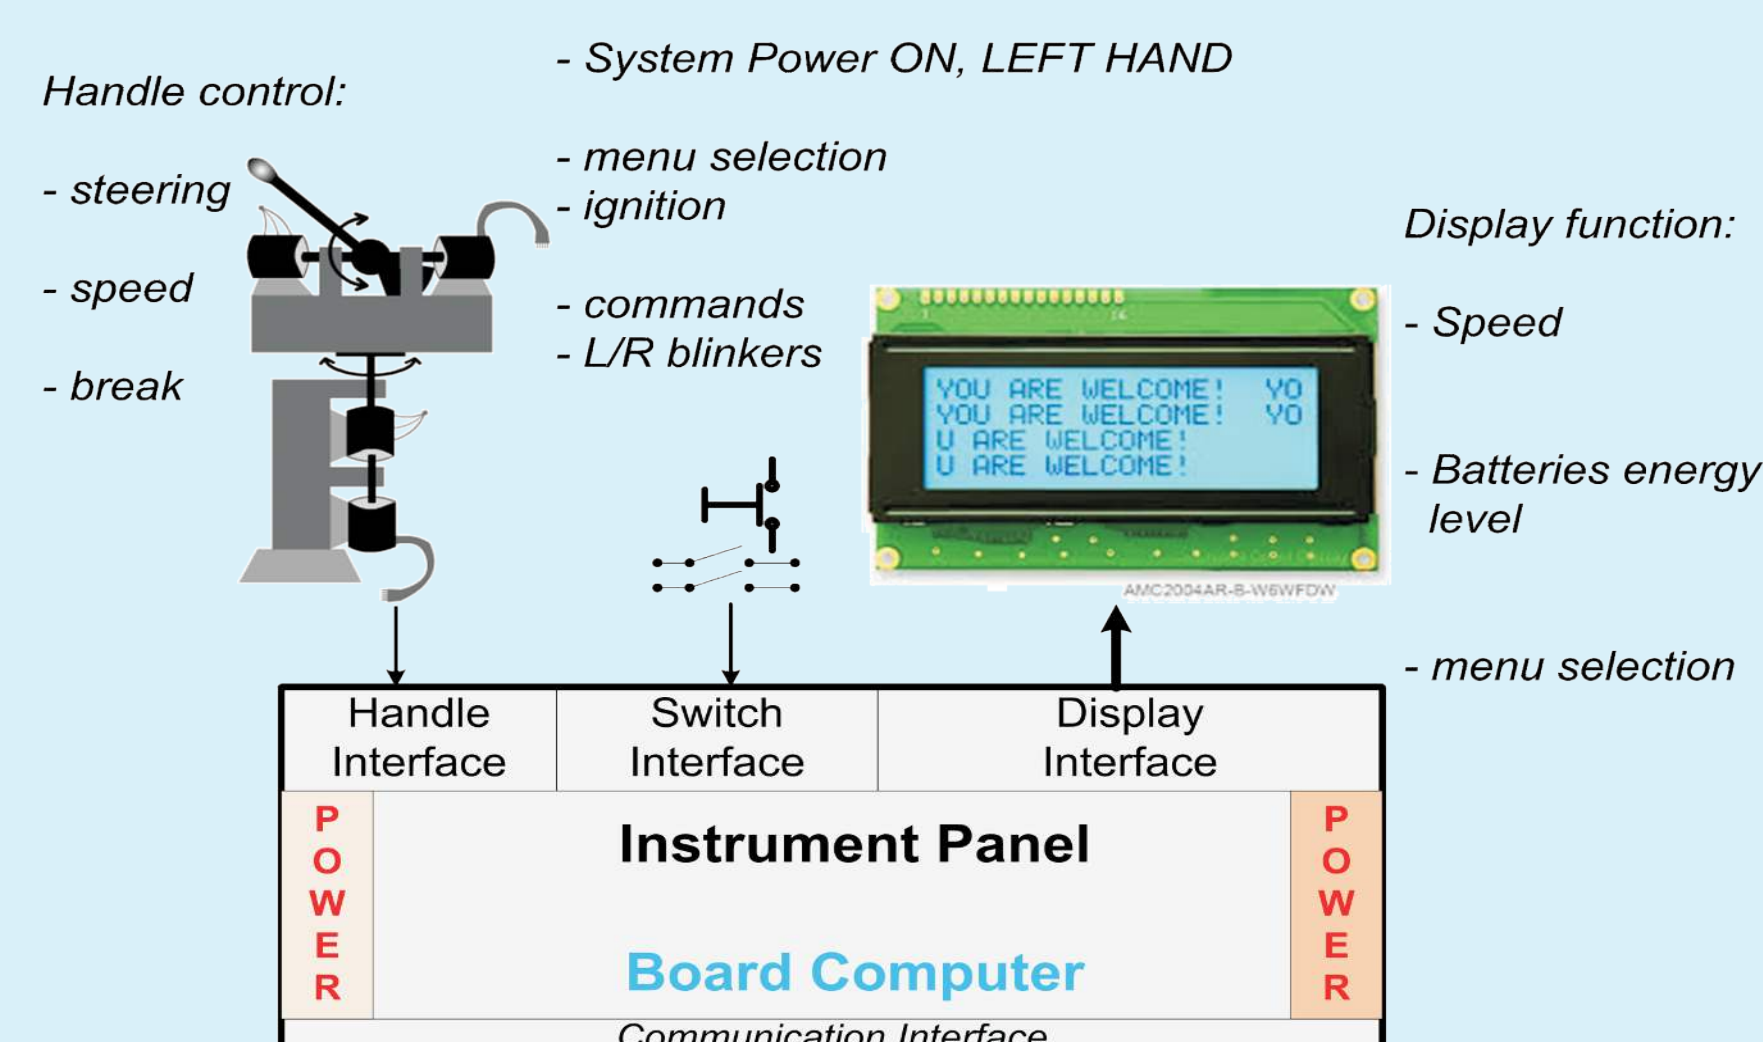 Handle control:
- steering
- speed
- break
- System Power ON, LEFT HAND
- menu selection
- ignition
- commands
- L/R blinkers
YOU ARE WELCOME! YO
YOU ARE WELCOME! YO
U ARE WELCOME!
U ARE WELCOME!
AMC2004AR-B-W6WFDW
Display function:
- Speed
- Batteries energy
level
- menu selection
Handle
Interface
Switch
Interface
Display
Interface
POWER
Instrument Panel
Board Computer
POWER
Communication Interface